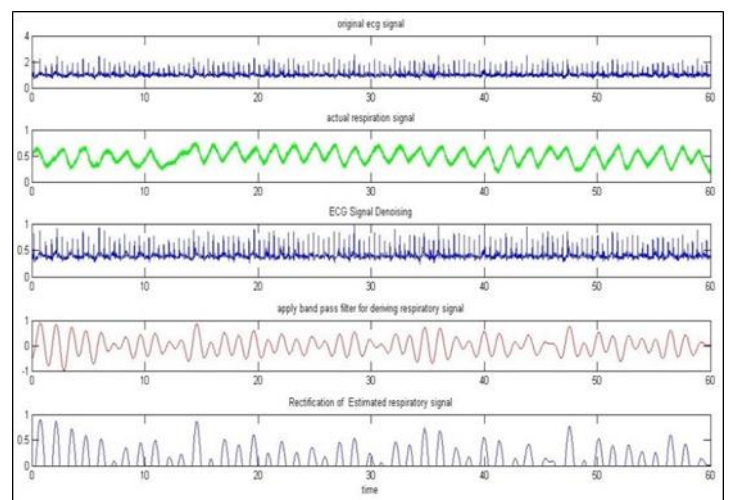 original ecg signal
4
2
0
0 10 20 30 40 50 60
actual respiration signal
1
0.5
0
0 10 20 30 40 50 60
ECG Signal Denoising
1
0.5
0
0 10 20 30 40 50 60
apply band pass filter for deriving respiratory signal
1
0
-1
0 10 20 30 40 50 60
Rectification of Estimated respiratory signal
1
0.5
0
0 10 20 30 40 50 60
time